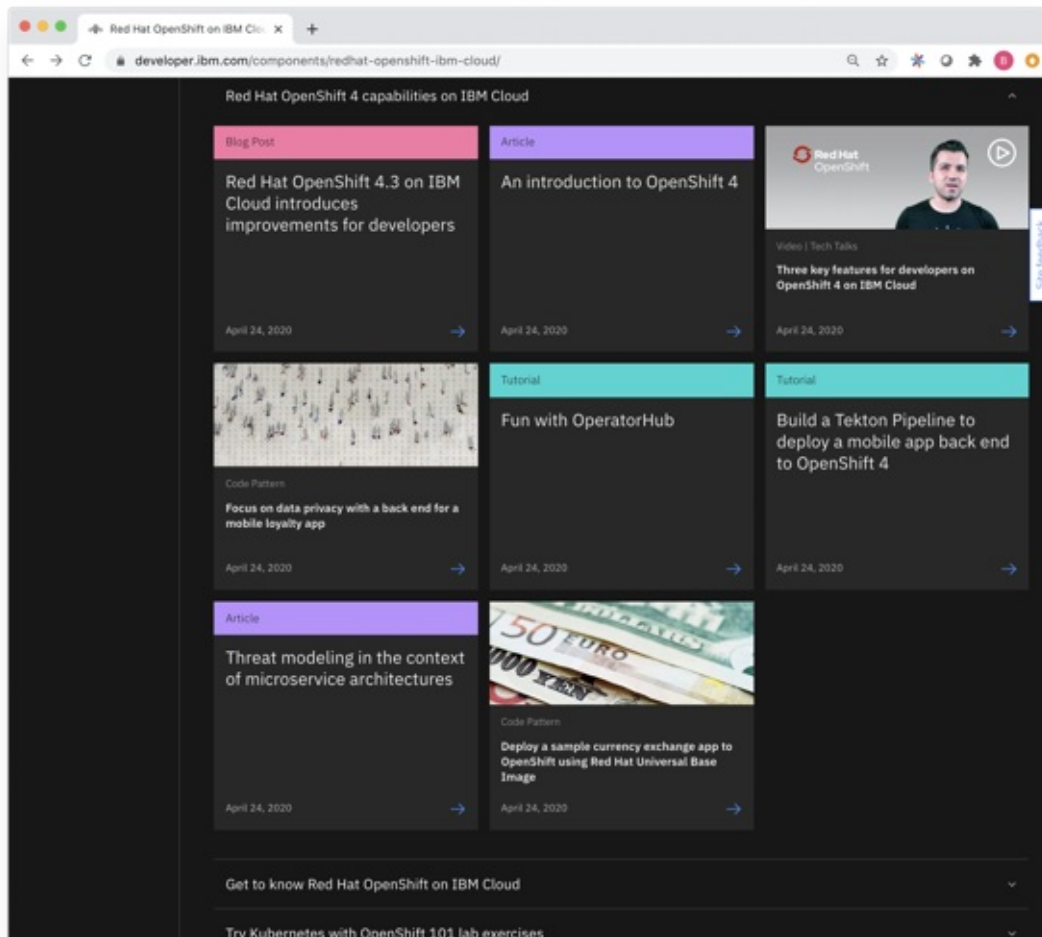 Red Hat OpenShift on IBM Clo
developer.ibm.com/components/redhat-openshift-ibm-cloud/
B
Red Hat OpenShift 4 capabilities on IBM Cloud
Blog Post
Red Hat OpenShift 4.3 on IBM
Cloud introduces
improvements for developers
April 24, 2020
Article
An introduction to OpenShift 4
April 24, 2020
Red Hat
OpenShift
Video | Tech Talks
Three key features for developers on
OpenShift 4 on IBM Cloud
April 24, 2020
Site feedback
Code Pattern
Focus on data privacy with a back end for a
mobile loyalty app
April 24, 2020
Tutorial
Fun with OperatorHub
April 24, 2020
Tutorial
Build a Tekton Pipeline to
deploy a mobile app back end
to OpenShift 4
April 24, 2020
Article
Threat modeling in the context
of microservice architectures
April 24, 2020
50 EURO
000 YEN
Code Pattern
Deploy a sample currency exchange app to
OpenShift using Red Hat Universal Base
Image
April 24, 2020
Get to know Red Hat OpenShift on IBM Cloud
Try Kubernetes with OpenShift 101 lab exercises